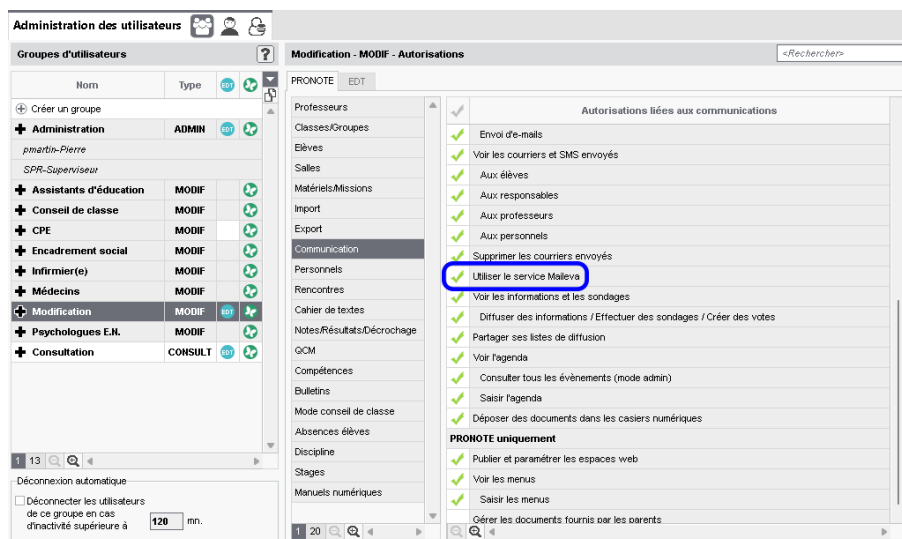 Administration des utilisateurs
Groupes d'utilisateurs
?
Nom Type EDT
Créer un groupe
Administration ADMIN EDT
pmartin-Pierre
SPR-Superviseur
Assistants d'éducation MODIF
Conseil de classe MODIF
CPE MODIF
Encadrement social MODIF
Infirmier(e) MODIF
Médecins MODIF
Modification MODIF EDT
Psychologues E.N. MODIF
Consultation CONSULT EDT
1 13
Déconnexion automatique
Déconnecter les utilisateurs
de ce groupe en cas
d'inactivité supérieure à 120 mn.
Modification - MODIF - Autorisations
<Rechercher>
PRONOTE EDT
Professeurs
Classes/Groupes
Elèves
Salles
Matériels/Missions
Import
Export
Communication
Personnels
Rencontres
Cahier de textes
Notes/Résultats/Décrochage
QCM
Compétences
Bulletins
Mode conseil de classe
Absences élèves
Discipline
Stages
Manuels numériques
1 20
Autorisations liées aux communications
Envoi d'e-mails
Voir les courriers et SMS envoyés
Aux élèves
Aux responsables
Aux professeurs
Aux personnels
Supprimer les courriers envoyés
Utiliser le service Maileva
Voir les informations et les sondages
Diffuser des informations / Effectuer des sondages / Créer des votes
Partager ses listes de diffusion
Voir l'agenda
Consulter tous les évènements (mode admin)
Saisir l'agenda
Déposer des documents dans les casiers numériques
PRONOTE uniquement
Publier et paramétrer les espaces web
Voir les menus
Saisir les menus
Gérer les documents fournis par les parents